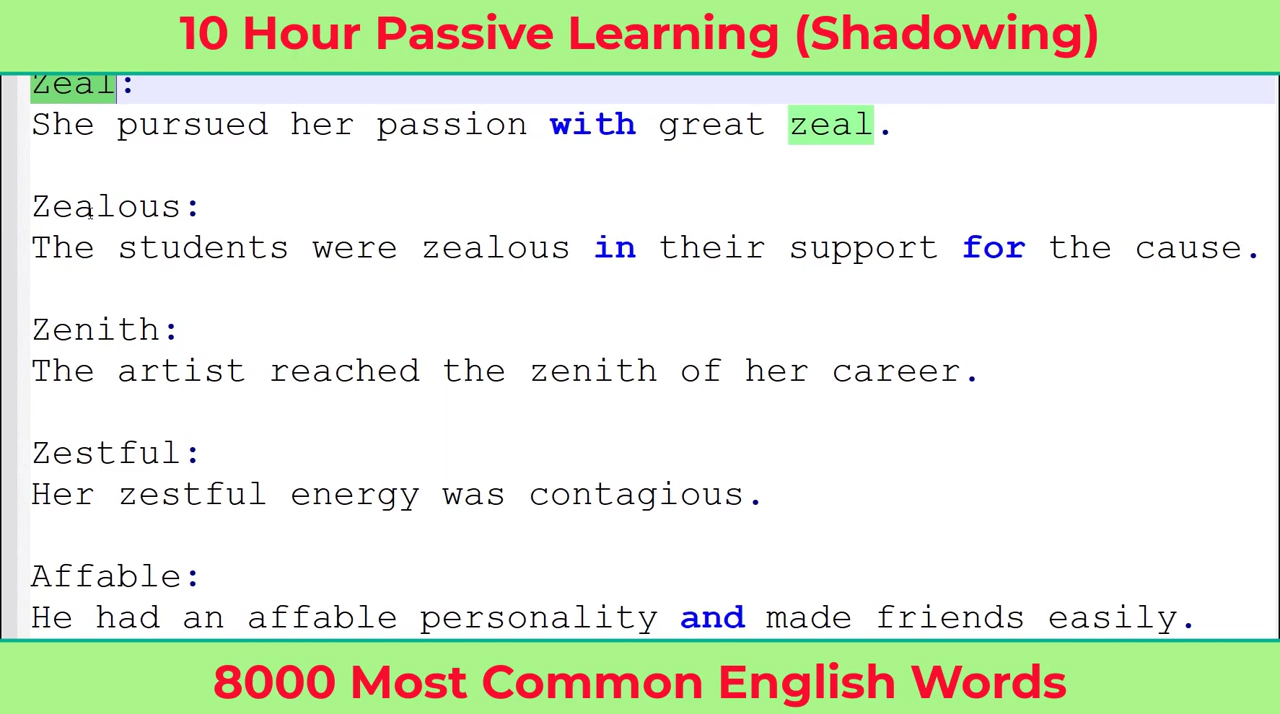 10 Hour Passive Learning (Shadowing)
Zeal:
She pursued her passion with great zeal.
Zealous:
The students were zealous in their support for the cause.
Zenith:
The artist reached the zenith of her career.
Zestful:
Her zestful energy was contagious.
Affable:
He had an affable personality and made friends easily.
8000 Most Common English Words